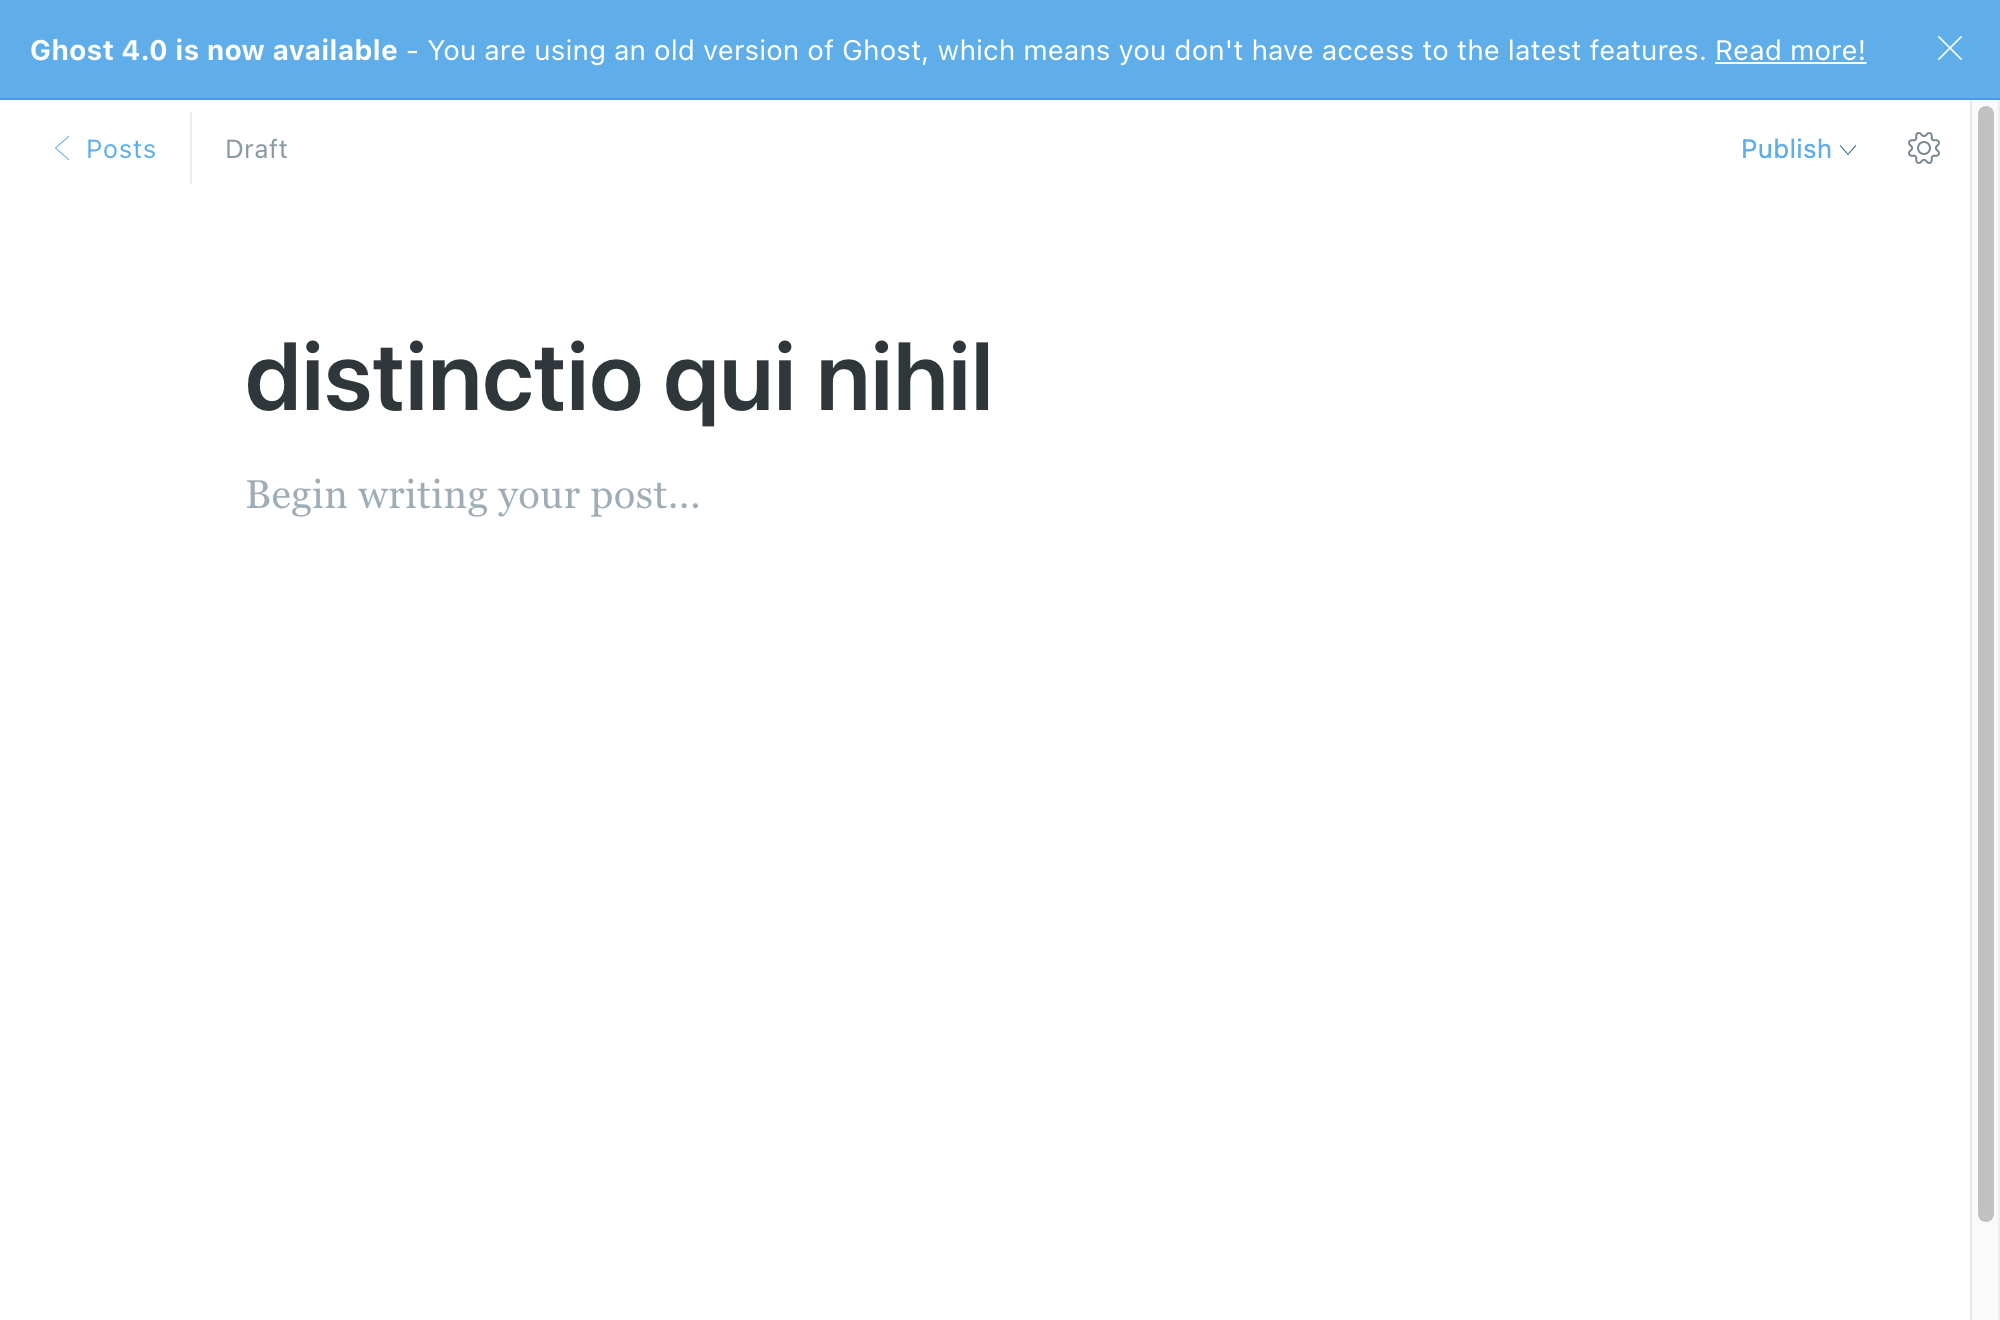 Ghost 4.0 is now available - You are using an old version of Ghost, which means you don't have access to the latest features. Read more!
Posts
Draft
Publish
distinctio qui nihil
Begin writing your post...